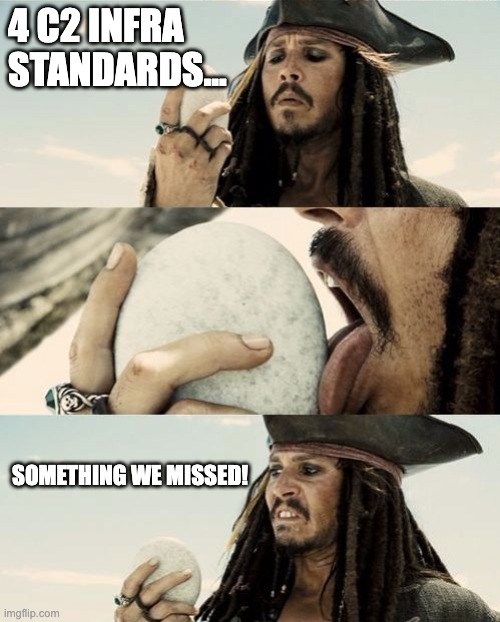 4 C2 INFRA
STANDARDS...
SOMETHING WE MISSED!
imgflip.com